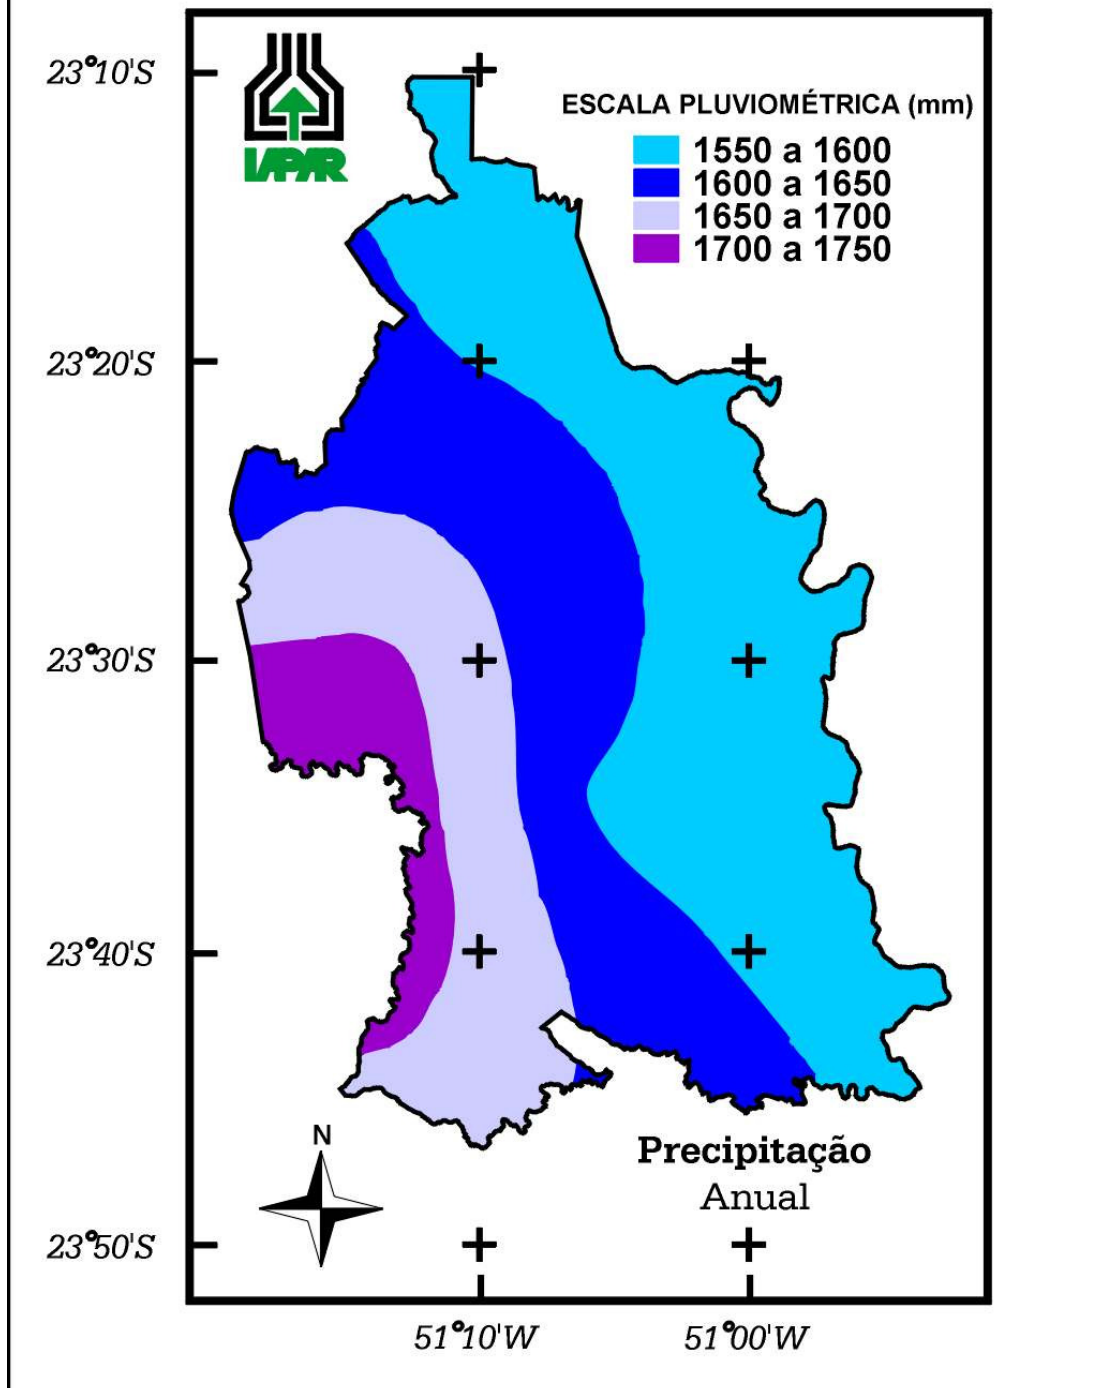 23°10'S
IAPAR
ESCALA PLUVIOMÉTRICA (mm)
1550 a 1600
1600 a 1650
1650 a 1700
1700 a 1750
23°20'S
23°30'S
23°40'S
N
Precipitação
Anual
23°50'S
51°10'W
51°00'W